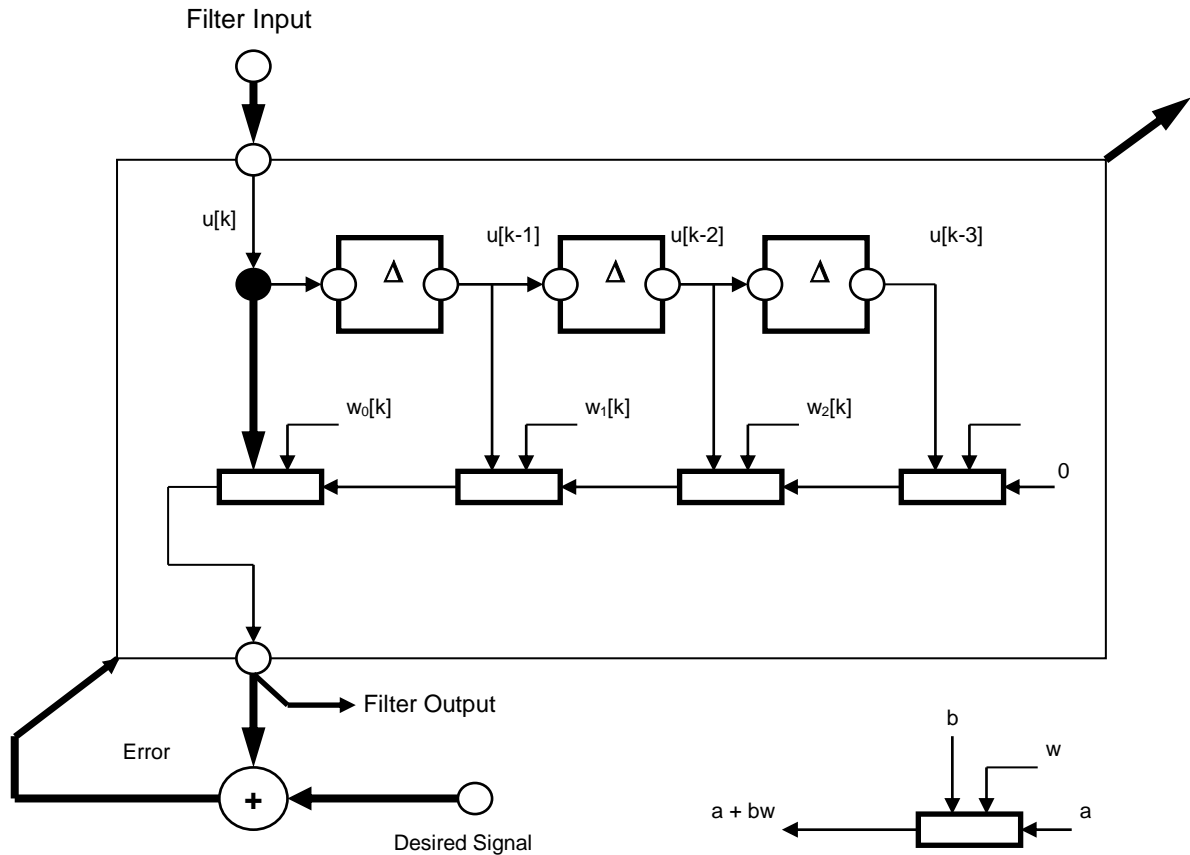 Filter Input
u[k]
Δ
u[k-1]
Δ
u[k-2]
Δ
u[k-3]
w₀[k]
w₁[k]
w₂[k]
0
Filter Output
Error
+
Desired Signal
b
w
a + bw
a